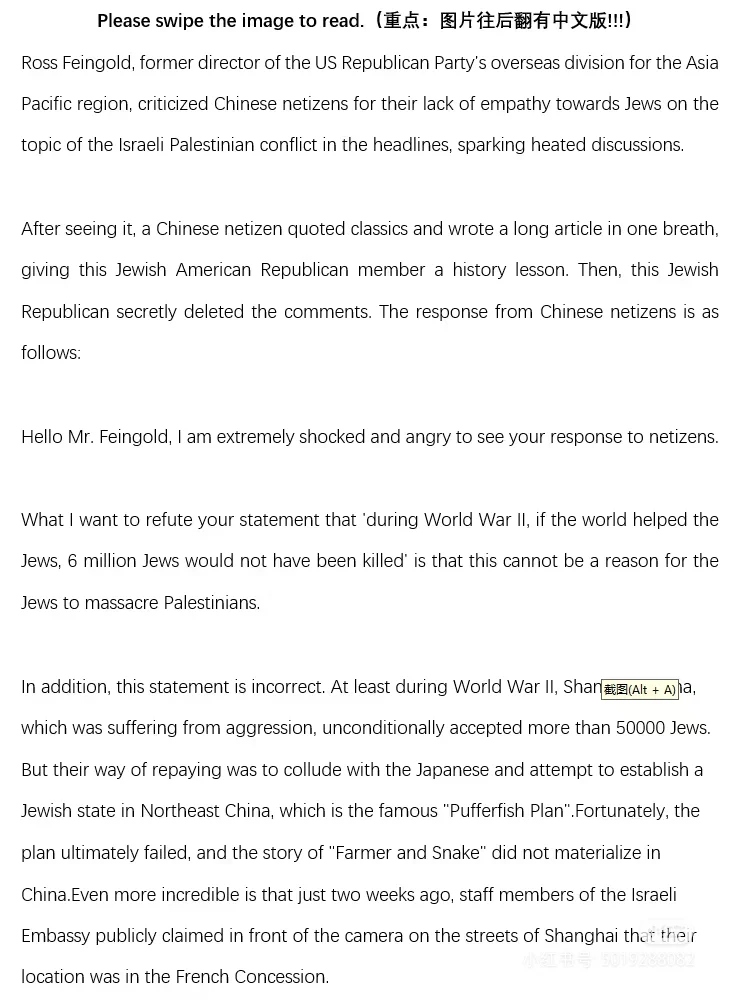 Please swipe the image to read.（重点：图片往后翻有中文版!!!）
Ross Feingold, former director of the US Republican Party's overseas division for the Asia
Pacific region, criticized Chinese netizens for their lack of empathy towards Jews on the
topic of the Israeli Palestinian conflict in the headlines, sparking heated discussions.
After seeing it, a Chinese netizen quoted classics and wrote a long article in one breath,
giving this Jewish American Republican member a history lesson. Then, this Jewish
Republican secretly deleted the comments. The response from Chinese netizens is as
follows:
Hello Mr. Feingold, I am extremely shocked and angry to see your response to netizens.
What I want to refute your statement that 'during World War II, if the world helped the
Jews, 6 million Jews would not have been killed' is that this cannot be a reason for the
Jews to massacre Palestinians.
In addition, this statement is incorrect. At least during World War II, Shan 截图(Alt + A) na,
which was suffering from aggression, unconditionally accepted more than 50000 Jews.
But their way of repaying was to collude with the Japanese and attempt to establish a
Jewish state in Northeast China, which is the famous "Pufferfish Plan".Fortunately, the
plan ultimately failed, and the story of "Farmer and Snake" did not materialize in
China.Even more incredible is that just two weeks ago, staff members of the Israeli
Embassy publicly claimed in front of the camera on the streets of Shanghai that their
location was in the French Concession.